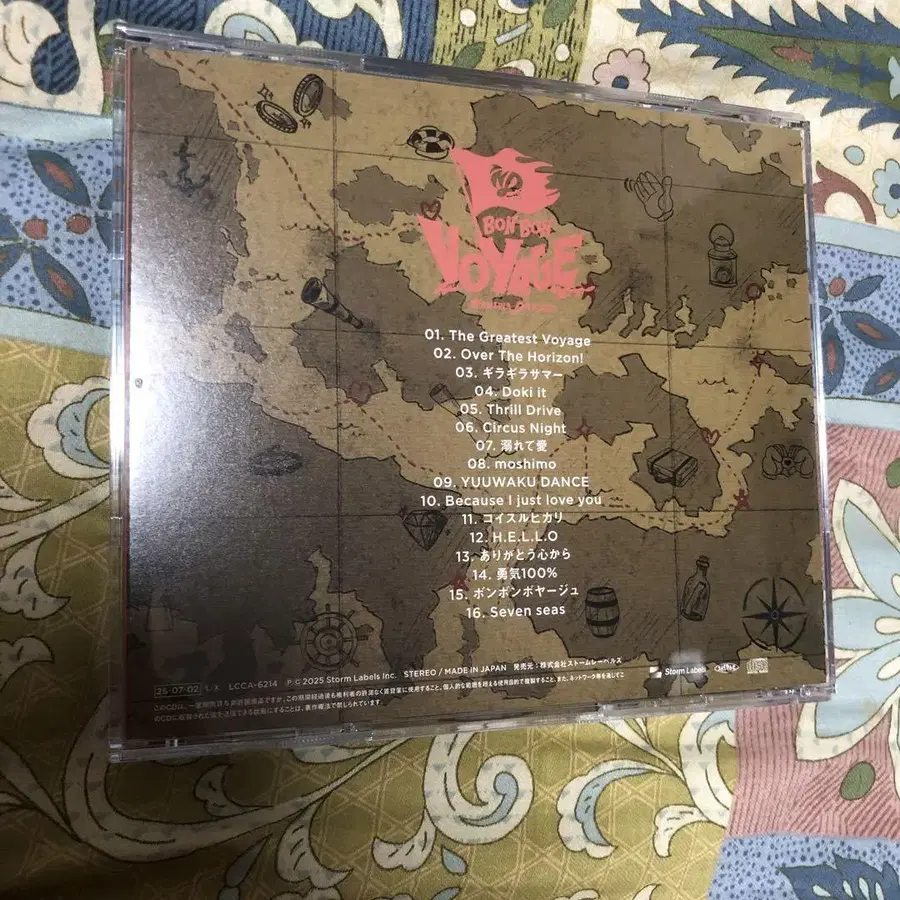 BON BON
VOYAGE
01. The Greatest Voyage
02. Over The Horizon!
03. ギラギラサマー
04. Doki it
05. Thrill Drive
06. Circus Night
07. 溺れて愛
08. moshimo
09. YUUWAKU DANCE
10. Because I just love you
11. コイスルヒカリ
12. H.E.L.L.O
13. ありがとう心から
14. 勇気100%
15. ボンボンボヤージュ
16. Seven seas
25・07・02 LCCA-6214 P.C 2025 Storm Labels Inc. STEREO / MADE IN JAPAN 発売元：株式会社ストームレーベルズ
Storm Labels